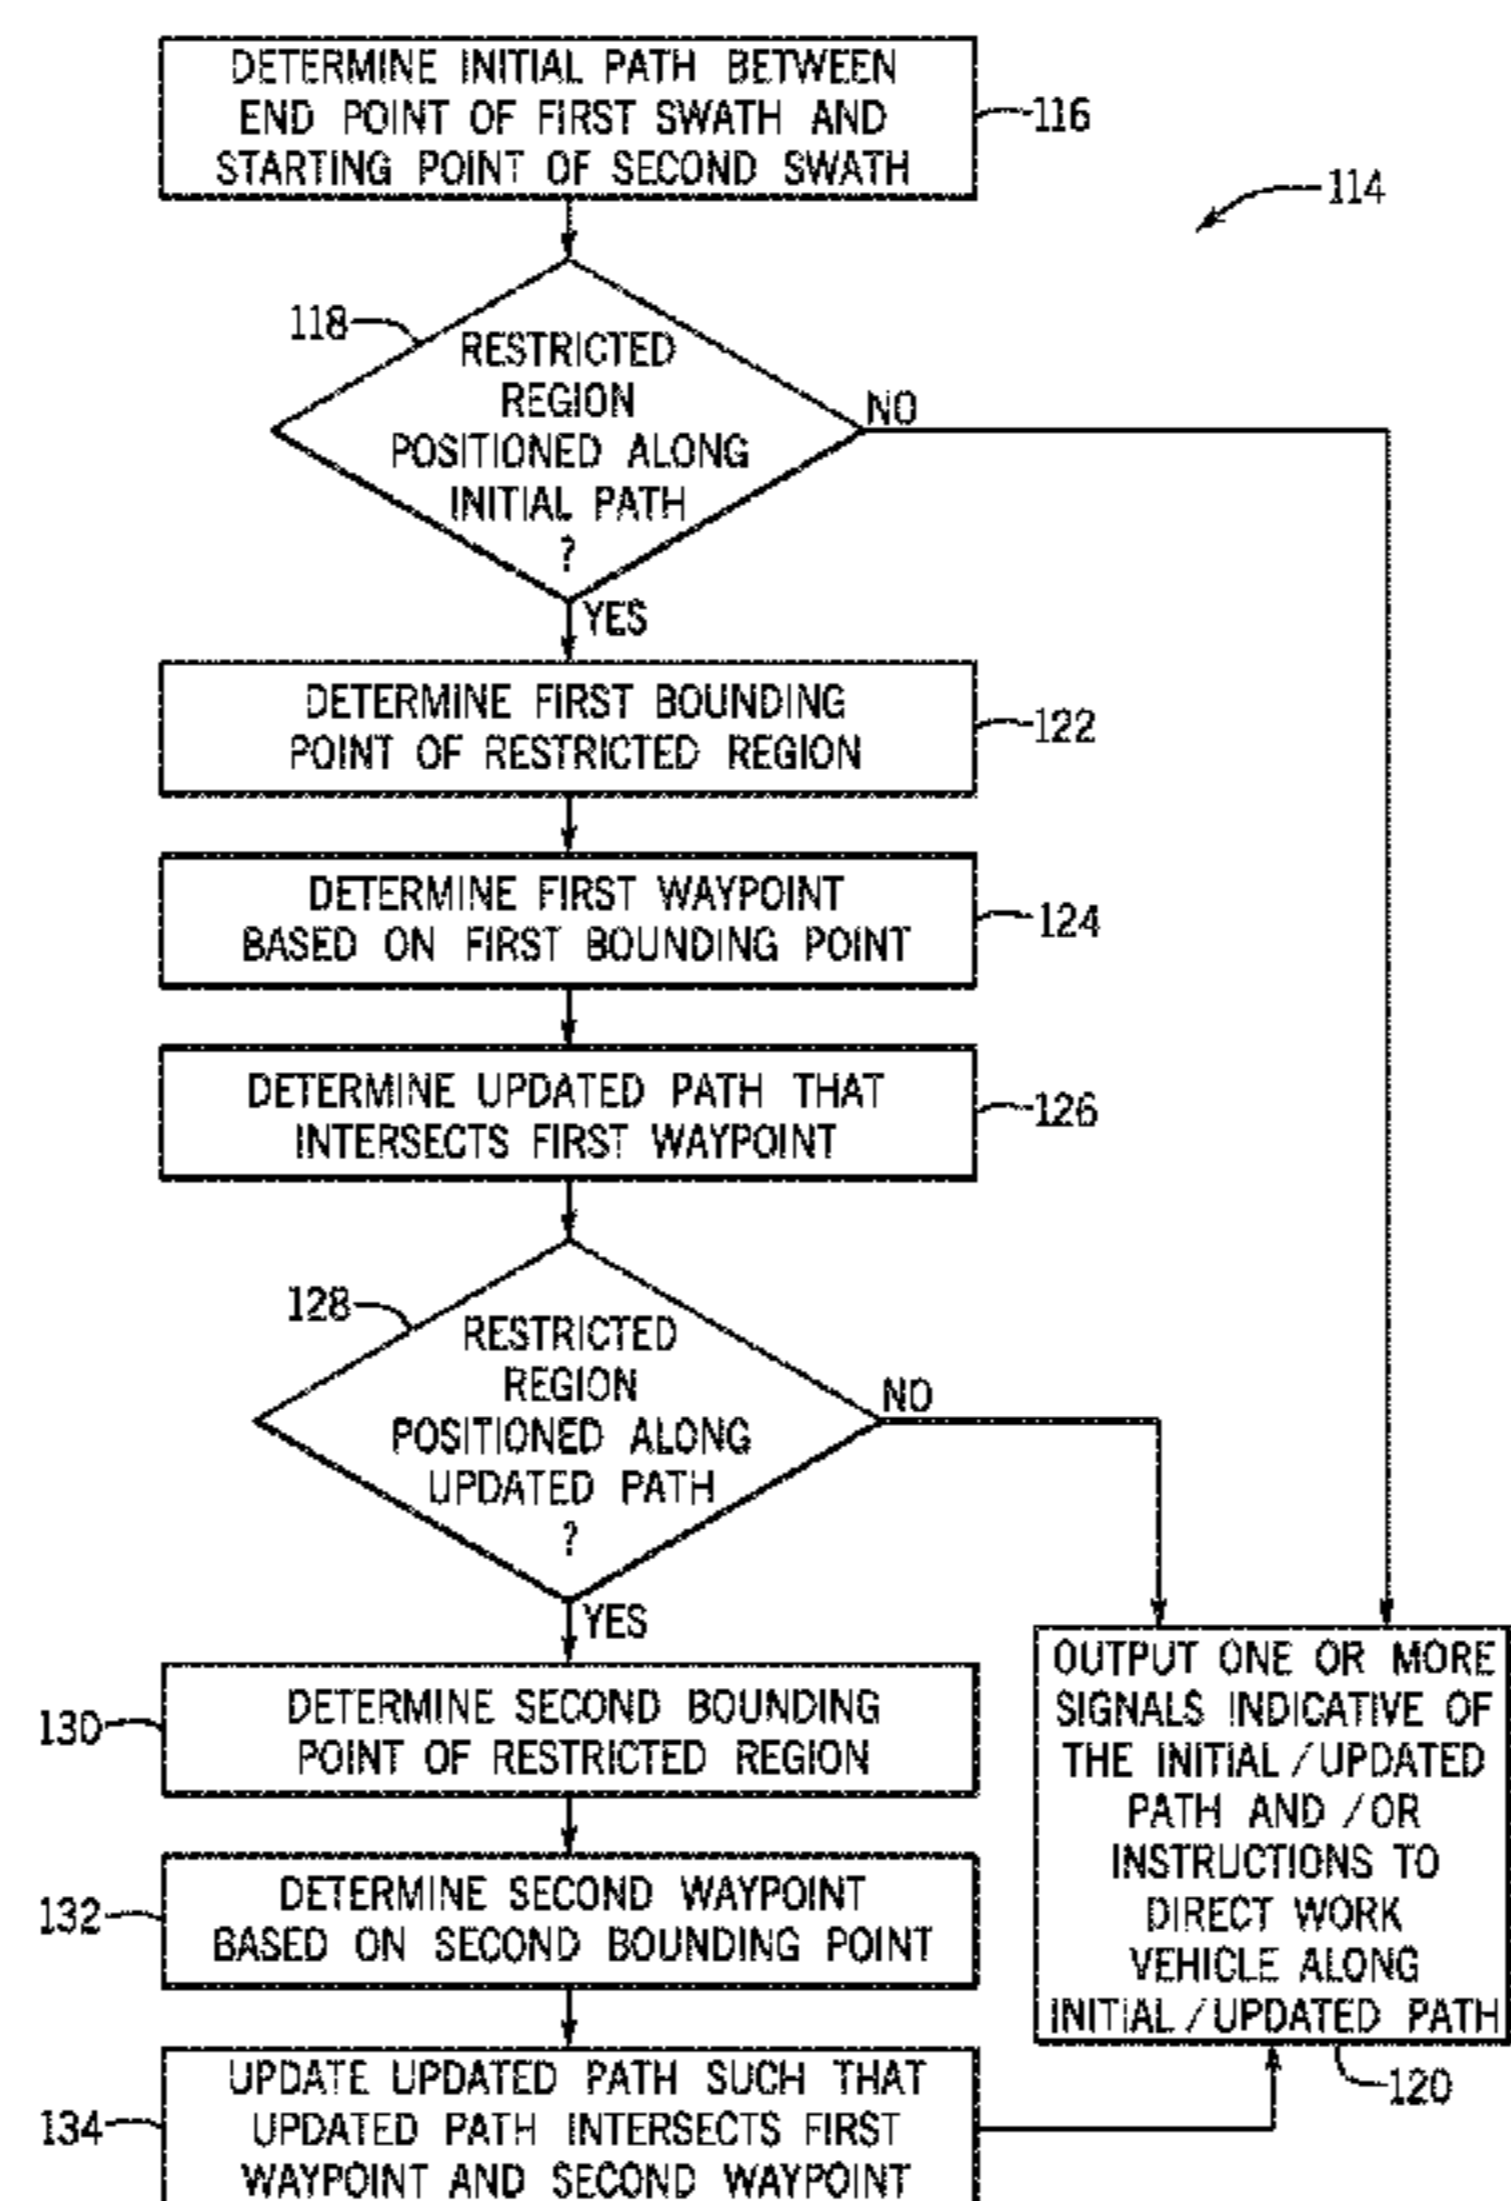 DETERMINE INITIAL PATH BETWEEN
END POINT OF FIRST SWATH AND
STARTING POINT OF SECOND SWATH
116
114
118
RESTRICTED
REGION
POSITIONED ALONG
INITIAL PATH
?
NO
YES
DETERMINE FIRST BOUNDING
POINT OF RESTRICTED REGION
122
DETERMINE FIRST WAYPOINT
BASED ON FIRST BOUNDING POINT
124
DETERMINE UPDATED PATH THAT
INTERSECTS FIRST WAYPOINT
126
128
RESTRICTED
REGION
POSITIONED ALONG
UPDATED PATH
?
NO
YES
130
DETERMINE SECOND BOUNDING
POINT OF RESTRICTED REGION
132
DETERMINE SECOND WAYPOINT
BASED ON SECOND BOUNDING POINT
134
UPDATE UPDATED PATH SUCH THAT
UPDATED PATH INTERSECTS FIRST
WAYPOINT AND SECOND WAYPOINT
OUTPUT ONE OR MORE
SIGNALS INDICATIVE OF
THE INITIAL/UPDATED
PATH AND/OR
INSTRUCTIONS TO
DIRECT WORK
VEHICLE ALONG
INITIAL/UPDATED PATH
120